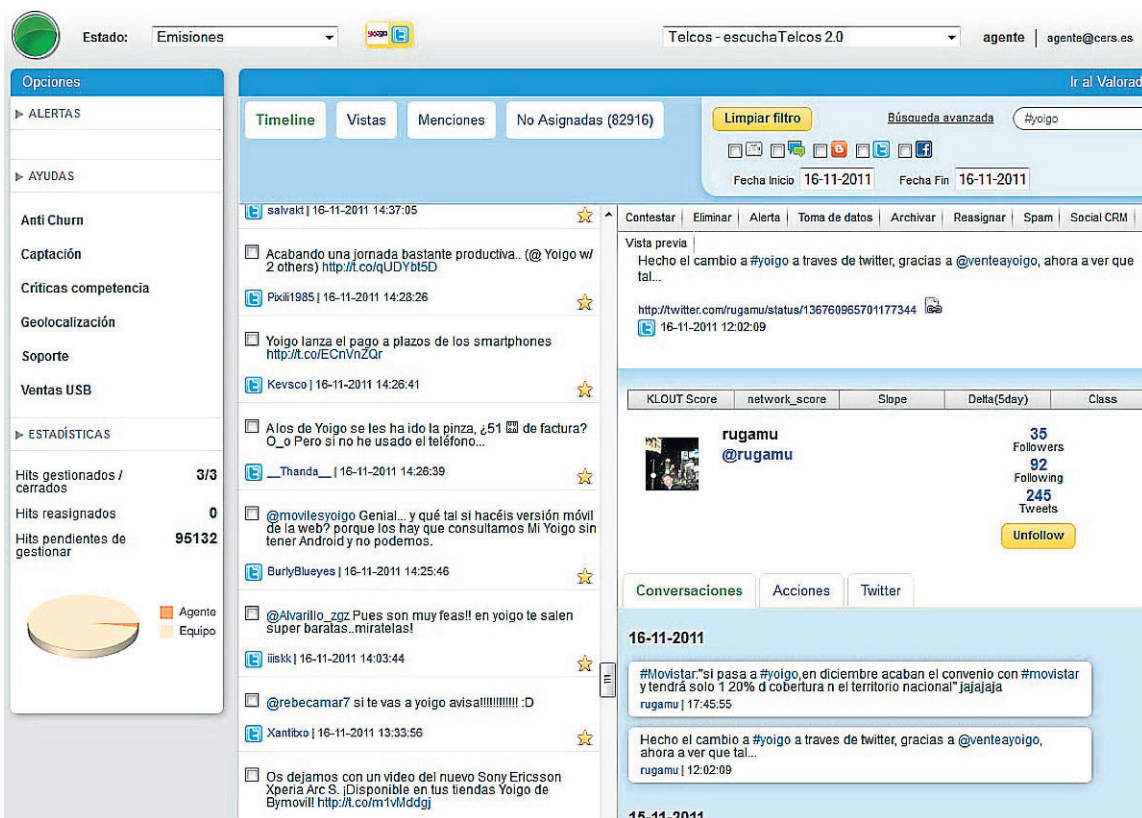 Estado:
Emisiones
yoigo
Telcos - escuchaTelcos 2.0
agente | agente@cers.es
Opciones
ALERTAS
AYUDAS
Anti Churn
Captación
Críticas competencia
Geolocalización
Soporte
Ventas USB
ESTADÍSTICAS
Hits gestionados / 3/3
cerrados
Hits reasignados 0
Hits pendientes de 95132
gestionar
Agente
Equipo
Ir al Valorad
Timeline
Vistas
Menciones
No Asignadas (82916)
Limpiar filtro
Búsqueda avanzada
#yoigo
Fecha Inicio 16-11-2011
Fecha Fin 16-11-2011
salvakt | 16-11-2011 14:37:05
Acabando una jornada bastante productiva.. (@ Yoigo w/
2 others) http://t.co/qUDYbt5D
Pixili1985 | 16-11-2011 14:28:26
Yoigo lanza el pago a plazos de los smartphones
http://t.co/ECnVnZQr
Kevsco | 16-11-2011 14:26:41
A los de Yoigo se les ha ido la pinza, ¿51 de factura?
O_o Pero si no he usado el teléfono...
__Thanda__ | 16-11-2011 14:26:39
@movilesyoigo Genial... y qué tal si hacéis versión móvil
de la web? porque los hay que consultamos Mi Yoigo sin
tener Android y no podemos.
BurlyBlueyes | 16-11-2011 14:25:46
@Alvarillo_zgz Pues son muy feas!! en yoigo te salen
super baratas..miratelas!
iiiskk | 16-11-2011 14:03:44
@rebecamar7 si te vas a yoigo avisa!!!!!!!!!!!! :D
Xantitxo | 16-11-2011 13:33:56
Os dejamos con un video del nuevo Sony Ericsson
Xperia Arc S. ¡Disponible en tus tiendas Yoigo de
Bymovil! http://t.co/m1vMddgj
Contestar | Eliminar | Alerta | Toma de datos | Archivar | Reasignar | Spam | Social CRM
Vista previa
Hecho el cambio a #yoigo a traves de twitter, gracias a @venteayoigo, ahora a ver que
tal...
http://twitter.com/rugamu/status/136760965701177344
16-11-2011 12:02:09
KLOUT Score
network_score
Slope
Delta(5day)
Class
rugamu
@rugamu
35
Followers
92
Following
245
Tweets
Unfollow
Conversaciones
Acciones
Twitter
16-11-2011
#Movistar:"si pasa a #yoigo,en diciembre acaban el convenio con #movistar
y tendrá solo 1 20% d cobertura n el territorio nacional" jajajaja
rugamu | 17:45:55
Hecho el cambio a #yoigo a traves de twitter, gracias a @venteayoigo,
ahora a ver que tal...
rugamu | 12:02:09
15-11-2011